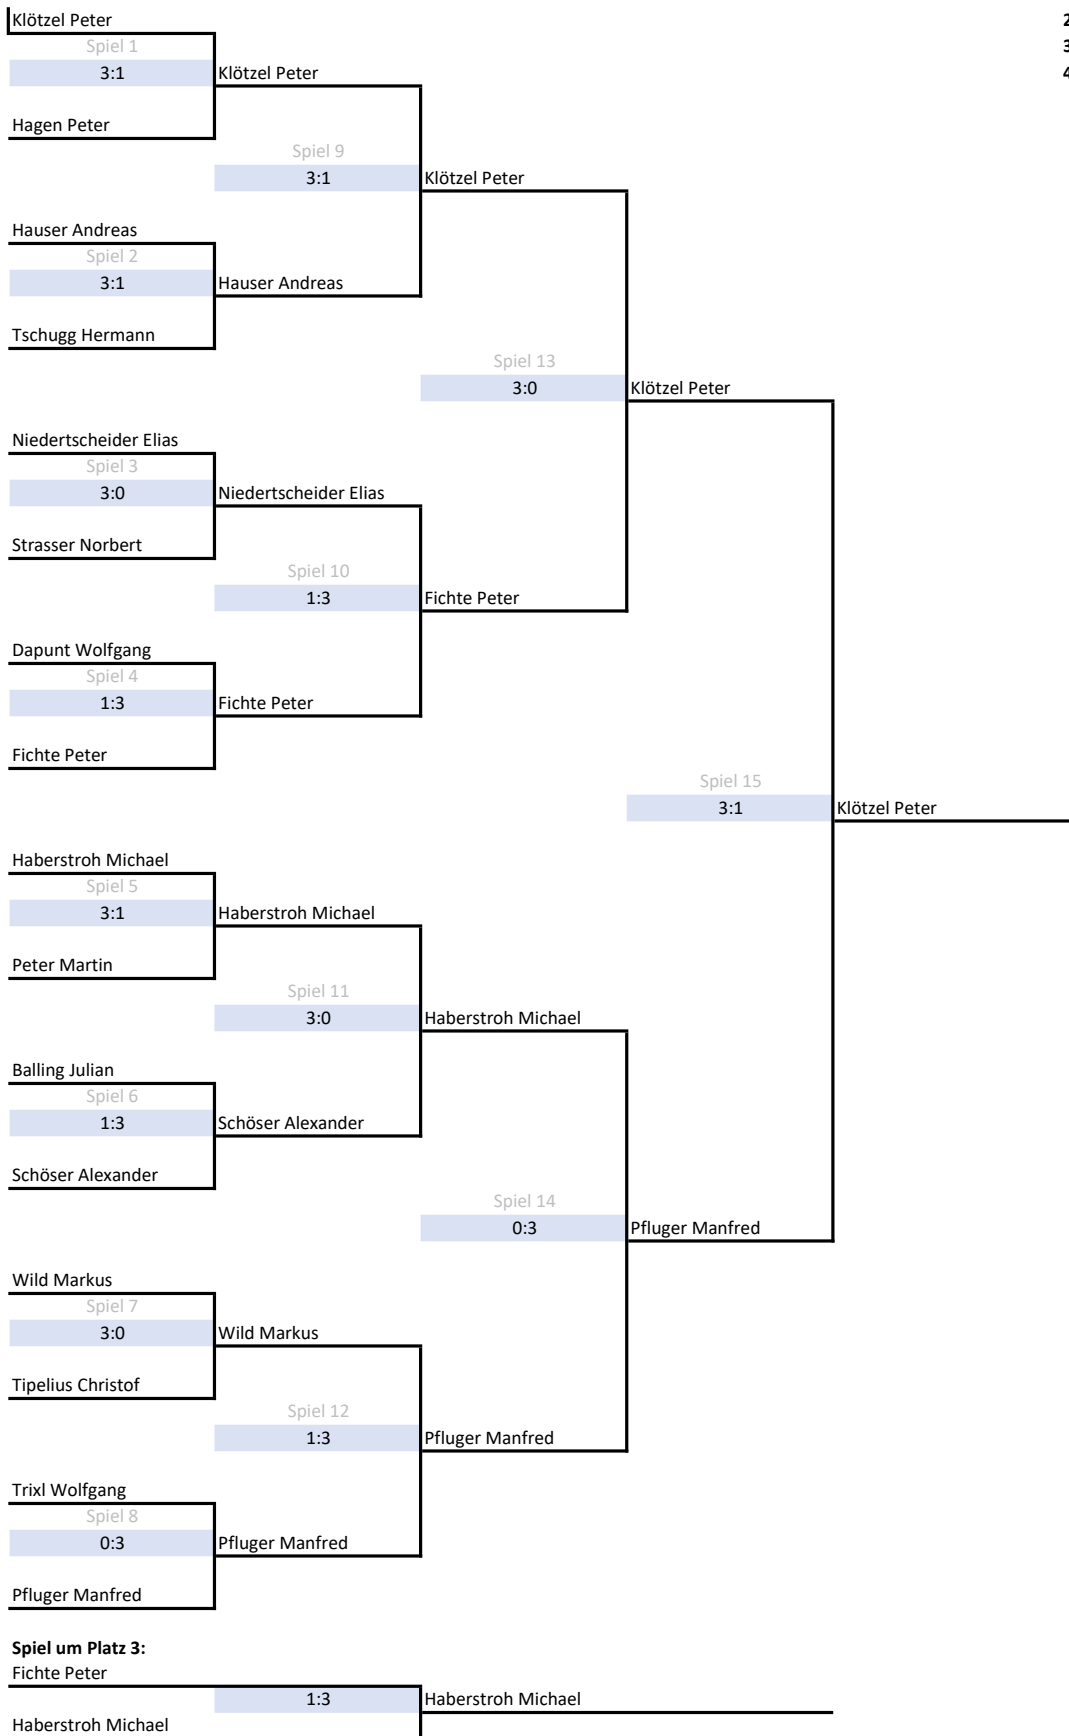 Klötzel Peter
2
Spiel 1
3
3:1
Klötzel Peter
4
Hagen Peter
Spiel 9
3:1
Klötzel Peter
Hauser Andreas
Spiel 2
3:1
Hauser Andreas
Tschugg Hermann
Spiel 13
3:0
Klötzel Peter
Niedertscheider Elias
Spiel 3
3:0
Niedertscheider Elias
Strasser Norbert
Spiel 10
1:3
Fichte Peter
Dapunt Wolfgang
Spiel 4
1:3
Fichte Peter
Fichte Peter
Spiel 15
3:1
Klötzel Peter
Haberstroh Michael
Spiel 5
3:1
Haberstroh Michael
Peter Martin
Spiel 11
3:0
Haberstroh Michael
Balling Julian
Spiel 6
1:3
Schöser Alexander
Schöser Alexander
Spiel 14
0:3
Pfluger Manfred
Wild Markus
Spiel 7
3:0
Wild Markus
Tipelius Christof
Spiel 12
1:3
Pfluger Manfred
Trixl Wolfgang
Spiel 8
0:3
Pfluger Manfred
Pfluger Manfred
Spiel um Platz 3:
Fichte Peter
1:3
Haberstroh Michael
Haberstroh Michael